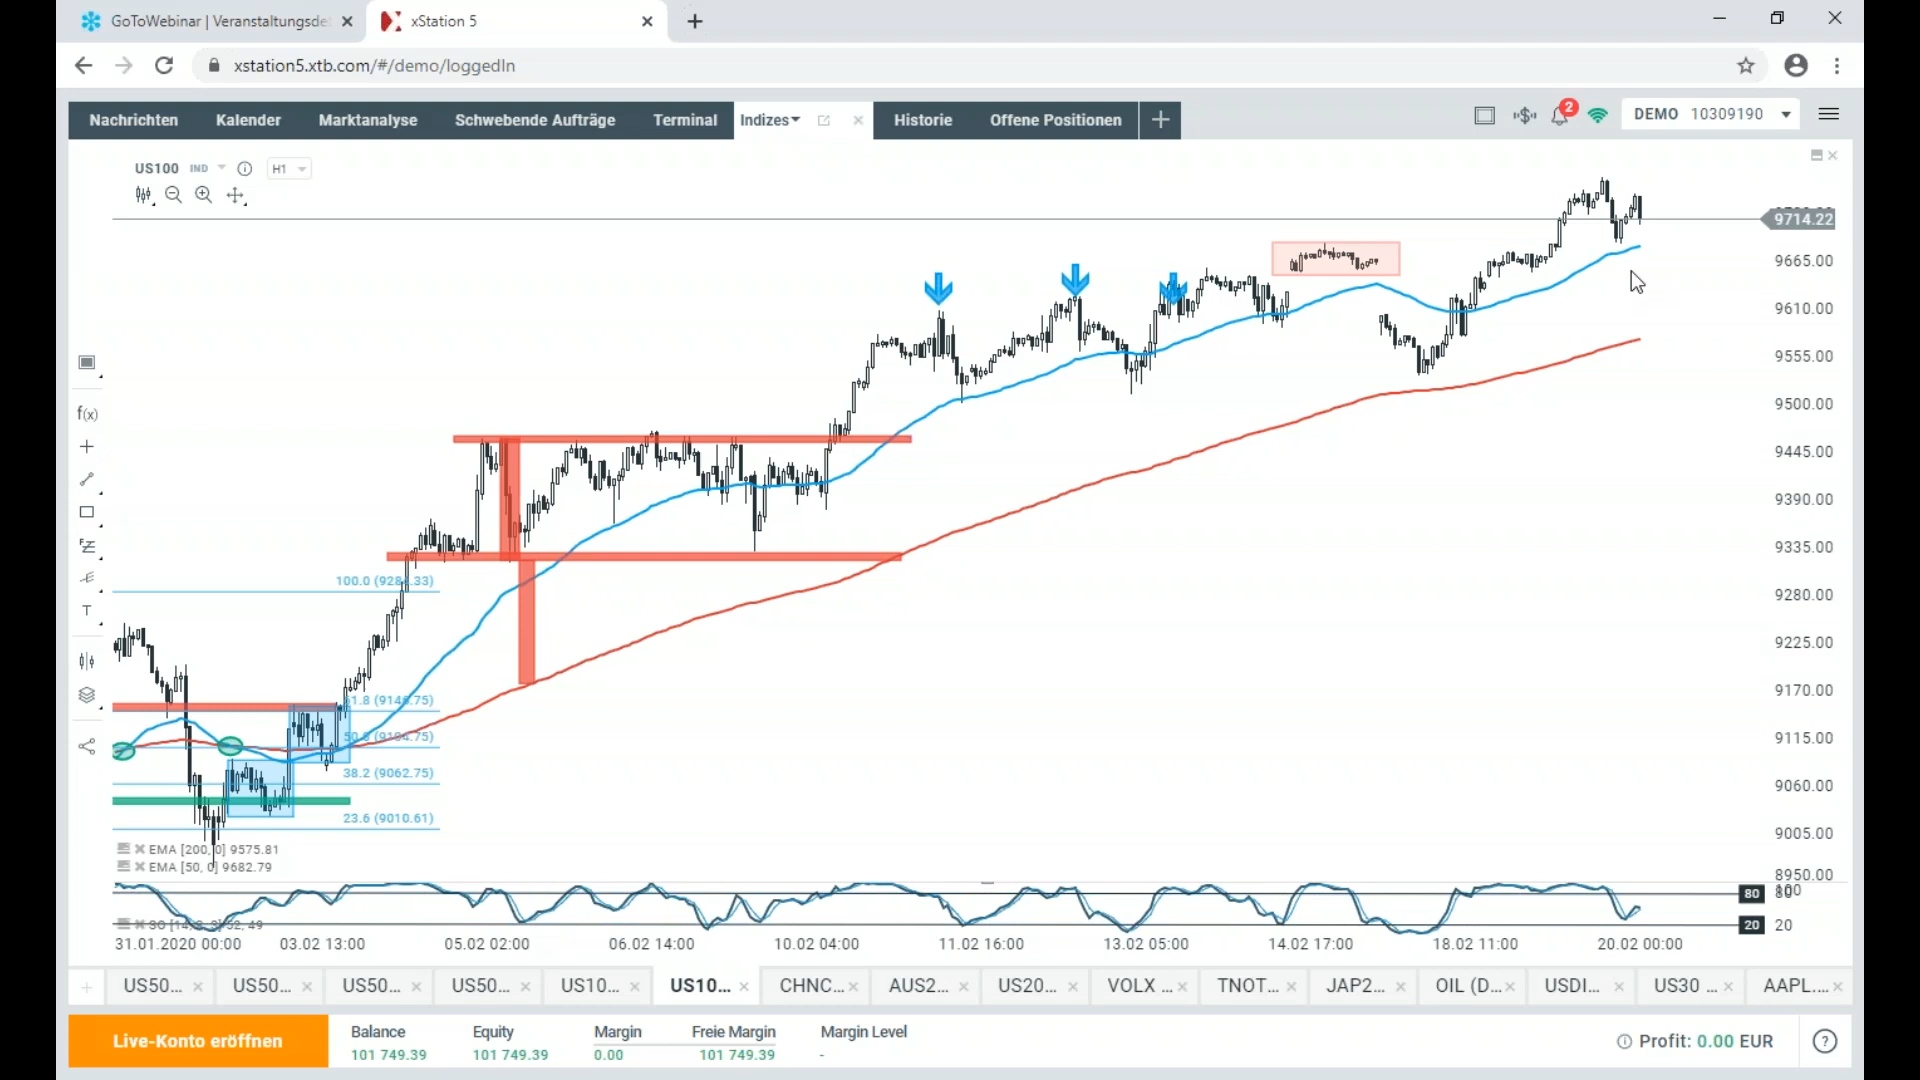 GoToWebinar | Veranstaltungsde
xStation 5
xstation5.xtb.com/#/demo/loggedIn
Nachrichten
Kalender
Marktanalyse
Schwebende Aufträge
Terminal
Indizes
Historie
Offene Positionen
2
DEMO 10309190
US100 IND
H1
9714.22
9665.00
9610.00
9555.00
9500.00
9445.00
9390.00
9335.00
9280.00
9225.00
9170.00
9115.00
9060.00
9005.00
8950.00
f(x)
T
38.2 (9062.75)
23.6 (9010.61)
EMA [200, 0] 9575.81
EMA [50, 0] 9682.79
80
20
20
31.01.2020 00:00
03.02 13:00
05.02 02:00
06.02 14:00
10.02 04:00
11.02 16:00
13.02 05:00
14.02 17:00
18.02 11:00
20.02 00:00
US50...
US50...
US50...
US50...
US10...
US10...
CHNC...
AUS2...
US20...
VOLX ...
TNOT...
JAP2...
OIL (D...
USDI...
US30 ...
AAPL....
Live-Konto eröffnen
Balance
Equity
Margin
Freie Margin
Margin Level
101 749.39
101 749.39
0.00
101 749.39
-
Profit: 0.00 EUR
?